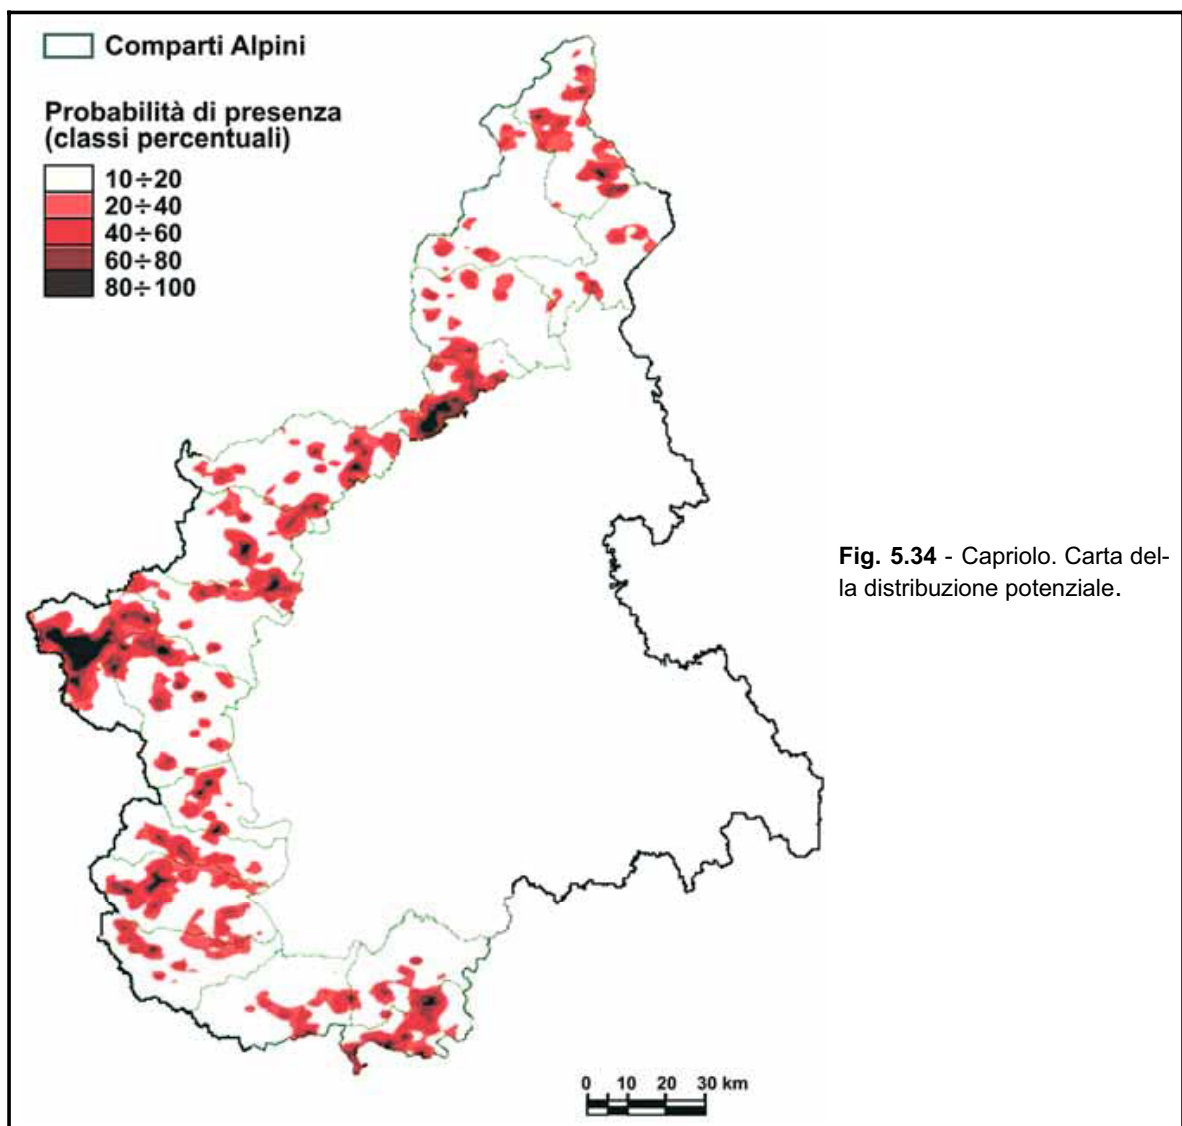 Comparti Alpini
Probabilità di presenza
(classi percentuali)
10÷20
20÷40
40÷60
60÷80
80÷100
Fig. 5.34 - Capriolo. Carta del-
la distribuzione potenziale.
0 10 20 30 km